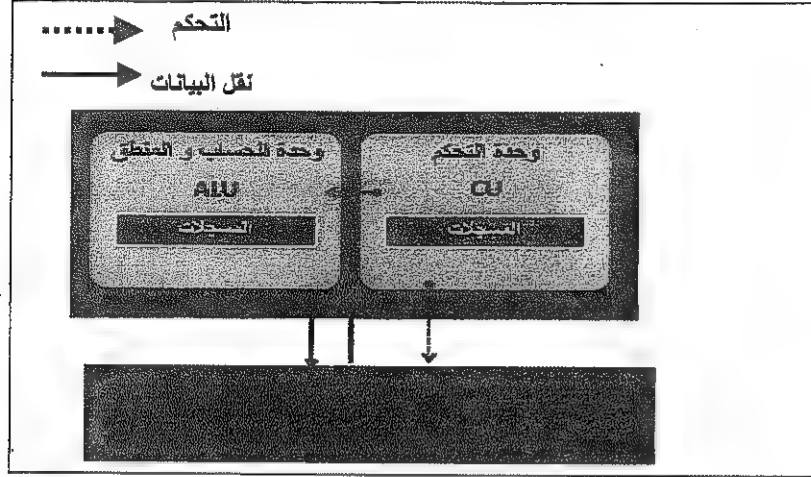 التحكم
نقل البيانات
وحدة التحكم
CU
المسجلات
وحدة الحساب و المنطق
ALU
المسجلات